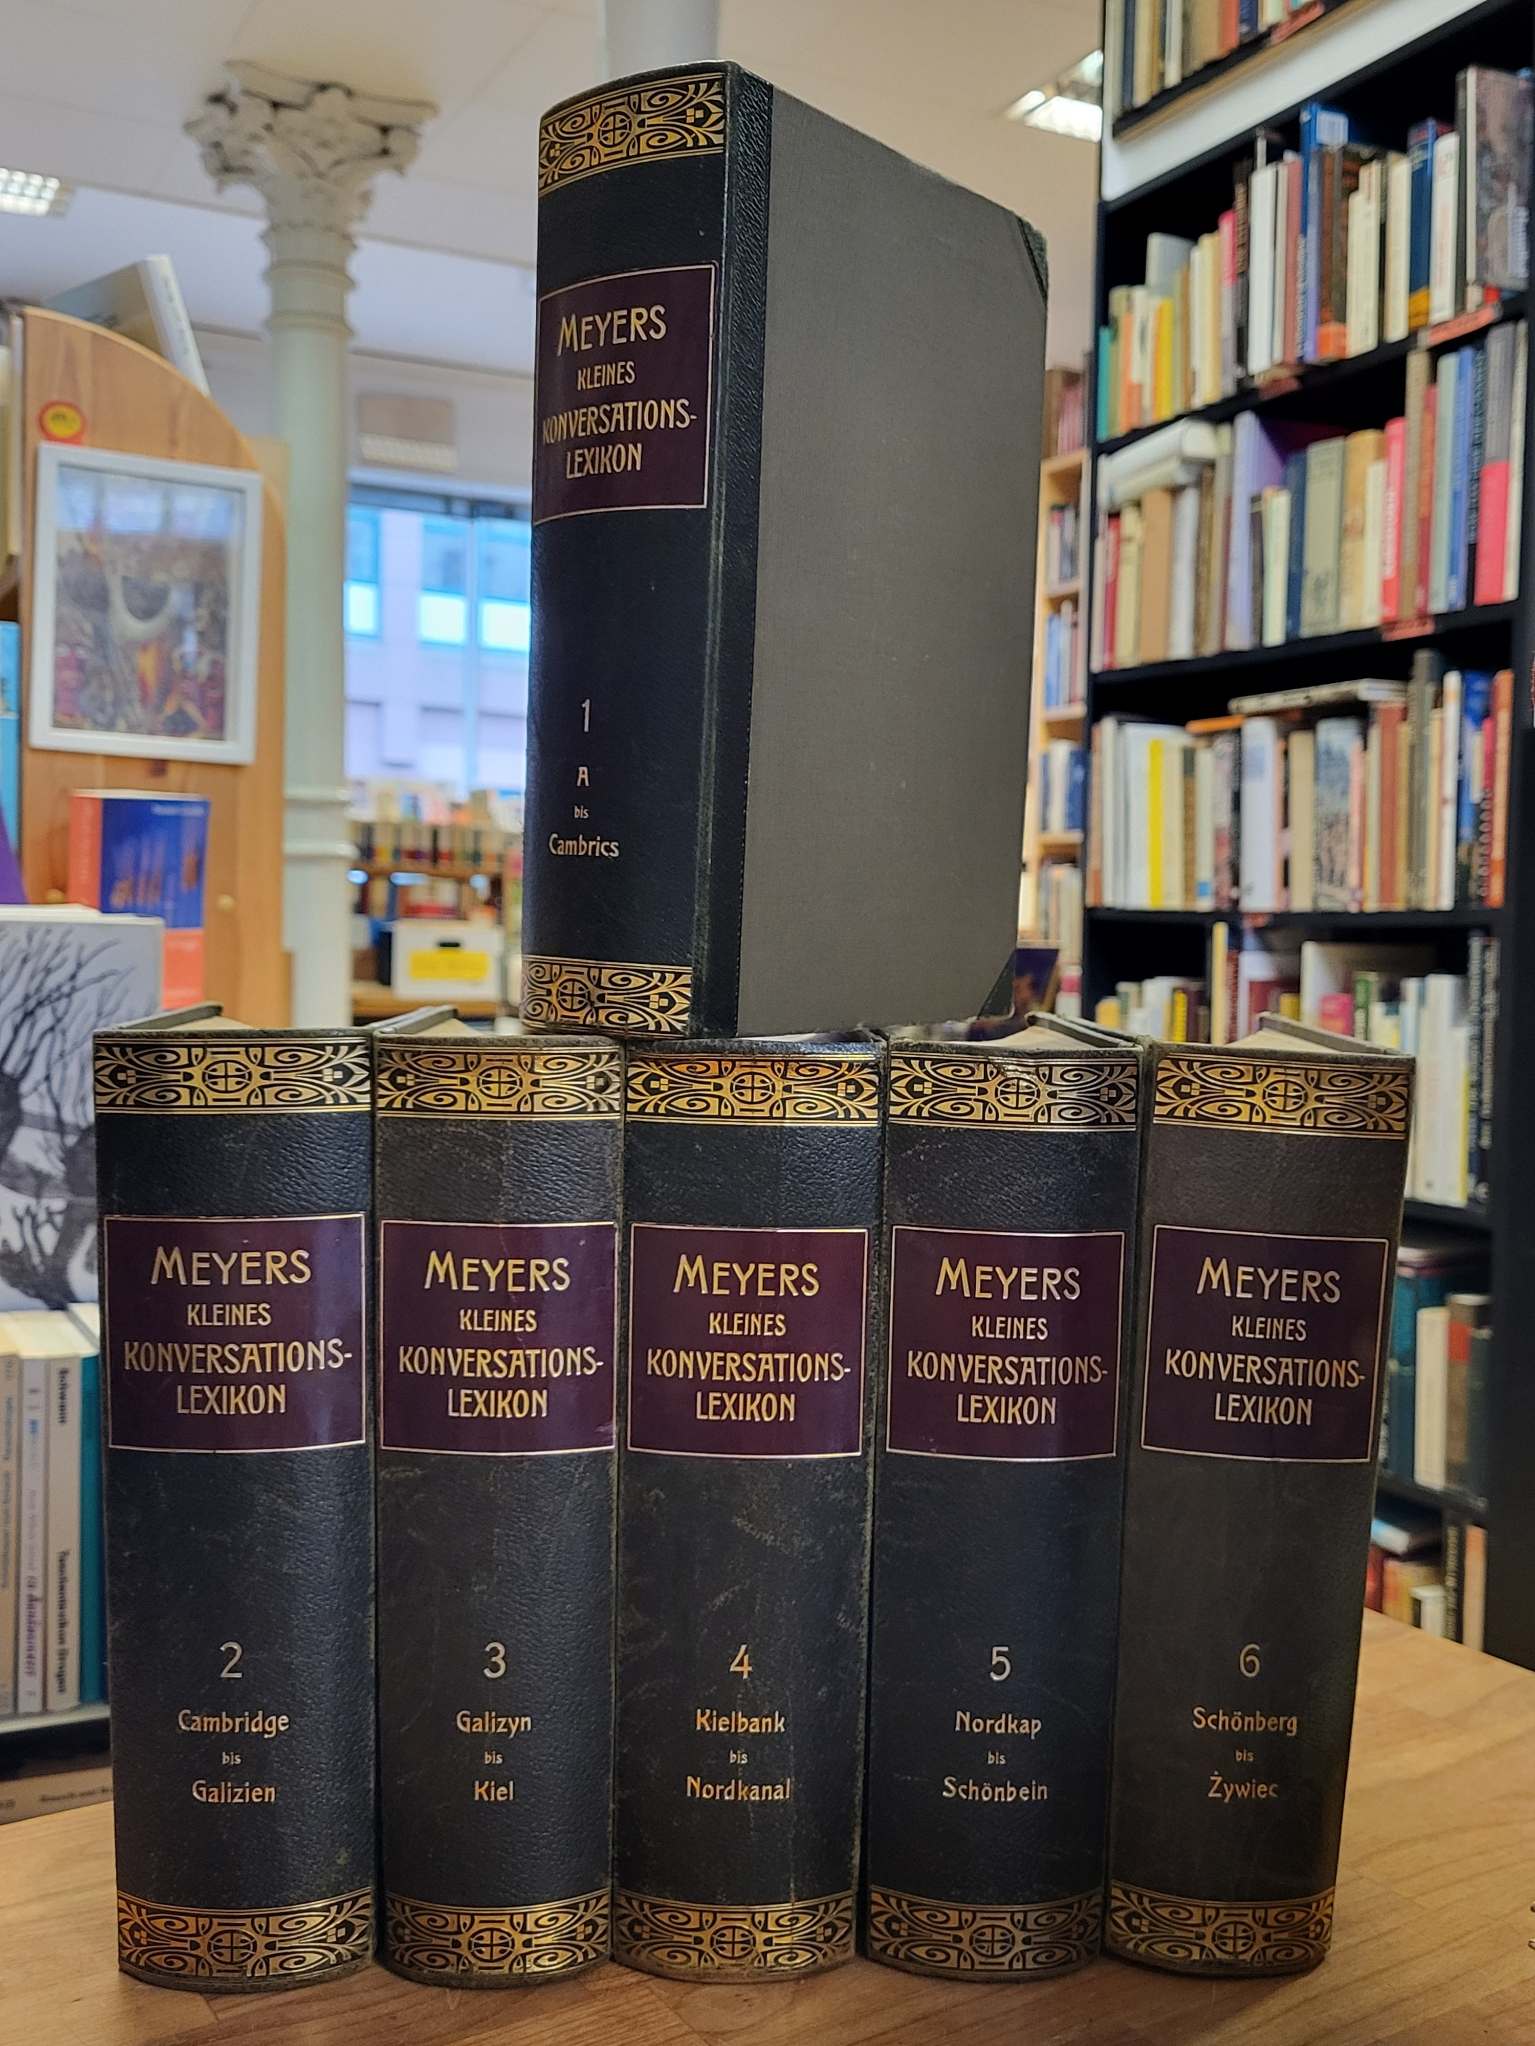 MEYERS
KLEINES
KONVERSATIONS-
LEXIKON
1
A
bis
Cambrics
MEYERS
KLEINES
KONVERSATIONS-
LEXIKON
2
Cambridge
bis
Galizien
MEYERS
KLEINES
KONVERSATIONS-
LEXIKON
3
Galizyn
bis
Kiel
MEYERS
KLEINES
KONVERSATIONS-
LEXIKON
4
Kielbank
bis
Nordkanal
MEYERS
KLEINES
KONVERSATIONS-
LEXIKON
5
Nordkap
bis
Schönbein
MEYERS
KLEINES
KONVERSATIONS-
LEXIKON
6
Schönberg
bis
Żywiec